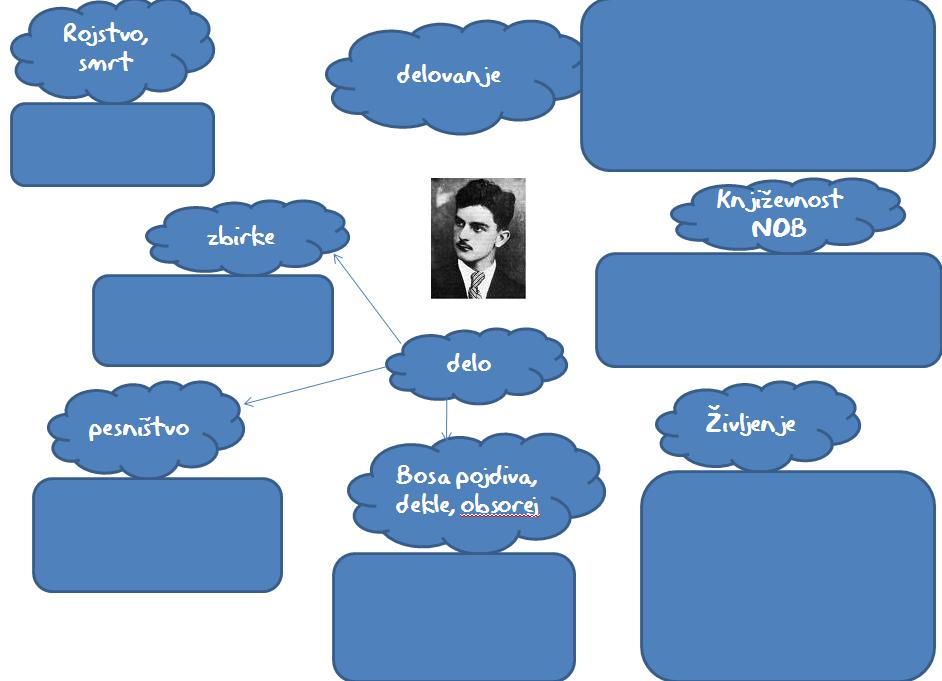 Rojstvo,
smrt
delovanje
Književnost
NOB
zbirke
delo
pesništvo
Življenje
Bosa pojdiva,
dekle, obsorej